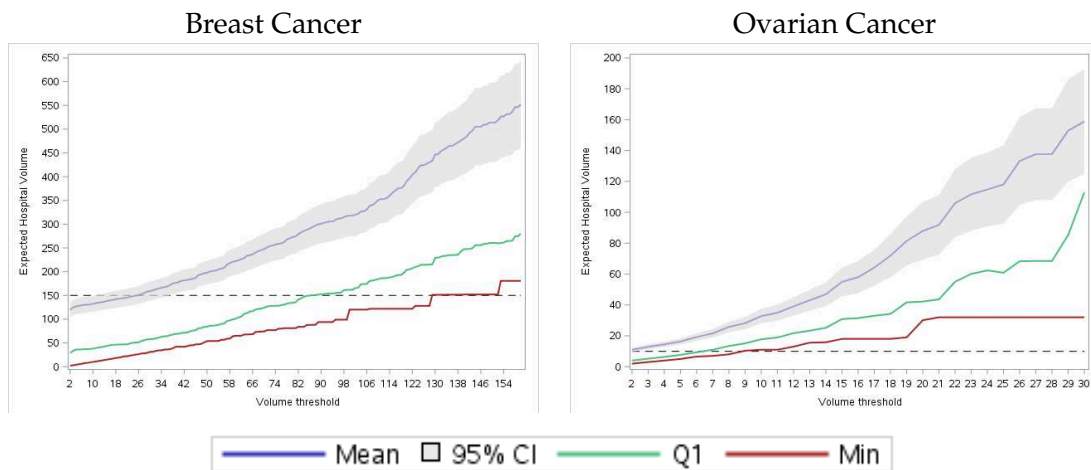 Breast Cancer
Ovarian Cancer
650
600
550
500
450
400
350
300
250
200
150
100
50
0
Expected Hospital Volume
2 10 18 26 34 42 50 58 66 74 82 90 98 106 114 122 130 138 146 154
Volume threshold
200
180
160
140
120
100
80
60
40
20
0
Expected Hospital Volume
2 3 4 5 6 7 8 9 10 11 12 13 14 15 16 17 18 19 20 21 22 23 24 25 26 27 28 29 30
Volume threshold
Mean 95% CI Q1 Min